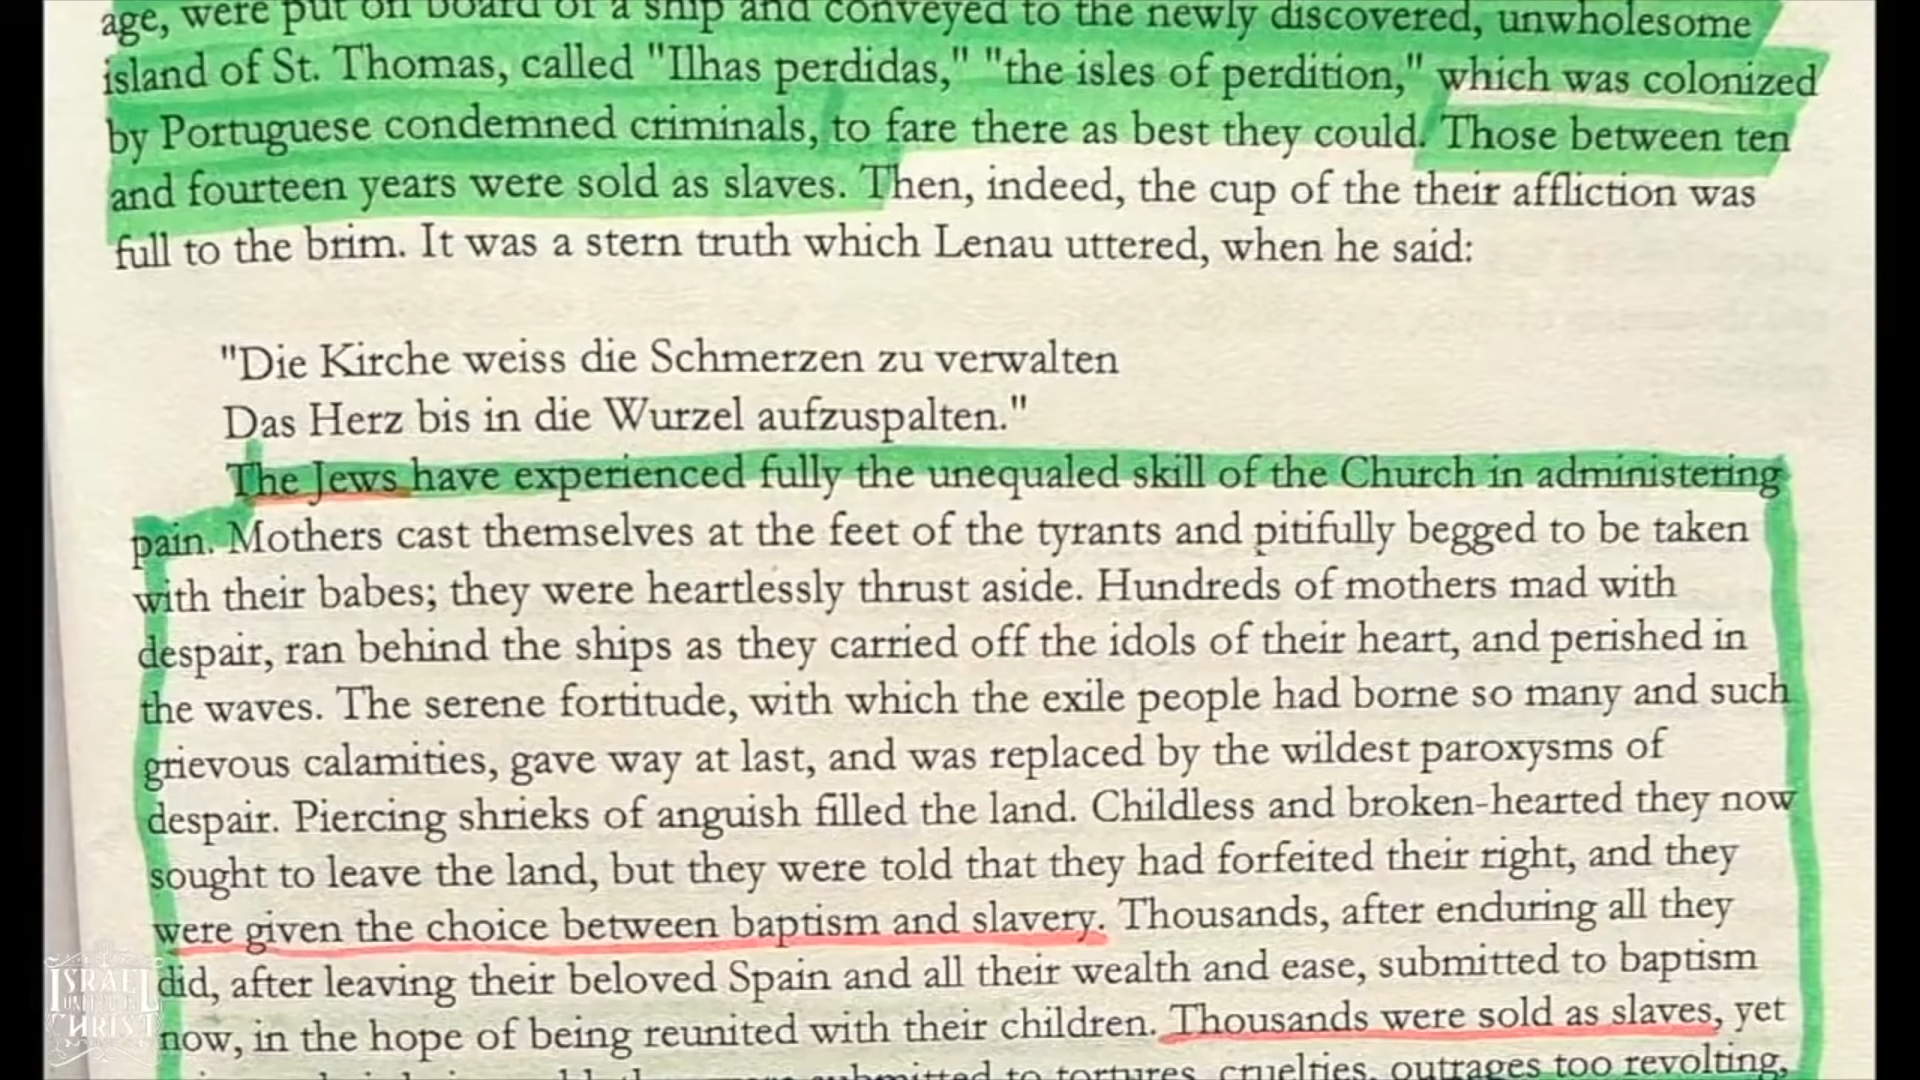 age, were put on board of a ship and conveyed to the newly discovered, unwholesome
island of St. Thomas, called "Ilhas perdidas," "the isles of perdition," which was colonized
by Portuguese condemned criminals, to fare there as best they could. Those between ten
and fourteen years were sold as slaves. Then, indeed, the cup of the their affliction was
full to the brim. It was a stern truth which Lenau uttered, when he said:
"Die Kirche weiss die Schmerzen zu verwalten
Das Herz bis in die Wurzel aufzuspalten."
The Jews have experienced fully the unequaled skill of the Church in administering
pain. Mothers cast themselves at the feet of the tyrants and pitifully begged to be taken
with their babes; they were heartlessly thrust aside. Hundreds of mothers mad with
despair, ran behind the ships as they carried off the idols of their heart, and perished in
the waves. The serene fortitude, with which the exile people had borne so many and such
grievous calamities, gave way at last, and was replaced by the wildest paroxysms of
despair. Piercing shrieks of anguish filled the land. Childless and broken-hearted they now
sought to leave the land, but they were told that they had forfeited their right, and they
were given the choice between baptism and slavery. Thousands, after enduring all they
did, after leaving their beloved Spain and all their wealth and ease, submitted to baptism
now, in the hope of being reunited with their children. Thousands were sold as slaves, yet
submitted to tortures, cruelties, outrages too revolting,
ISRAEL
UNITED IN
CHRIST